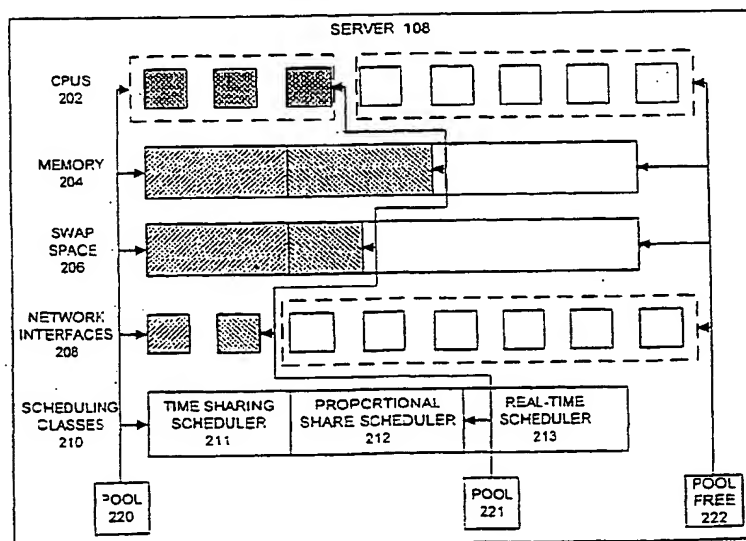 SERVER 108
CPUS
202
MEMORY
204
SWAP
SPACE
206
NETWORK
INTERFACES
208
SCHEDULING
CLASSES
210
TIME SHARING
SCHEDULER
211
PROPORTIONAL
SHARE SCHEDULER
212
REAL-TIME
SCHEDULER
213
POOL
220
POOL
221
POOL
FREE
222